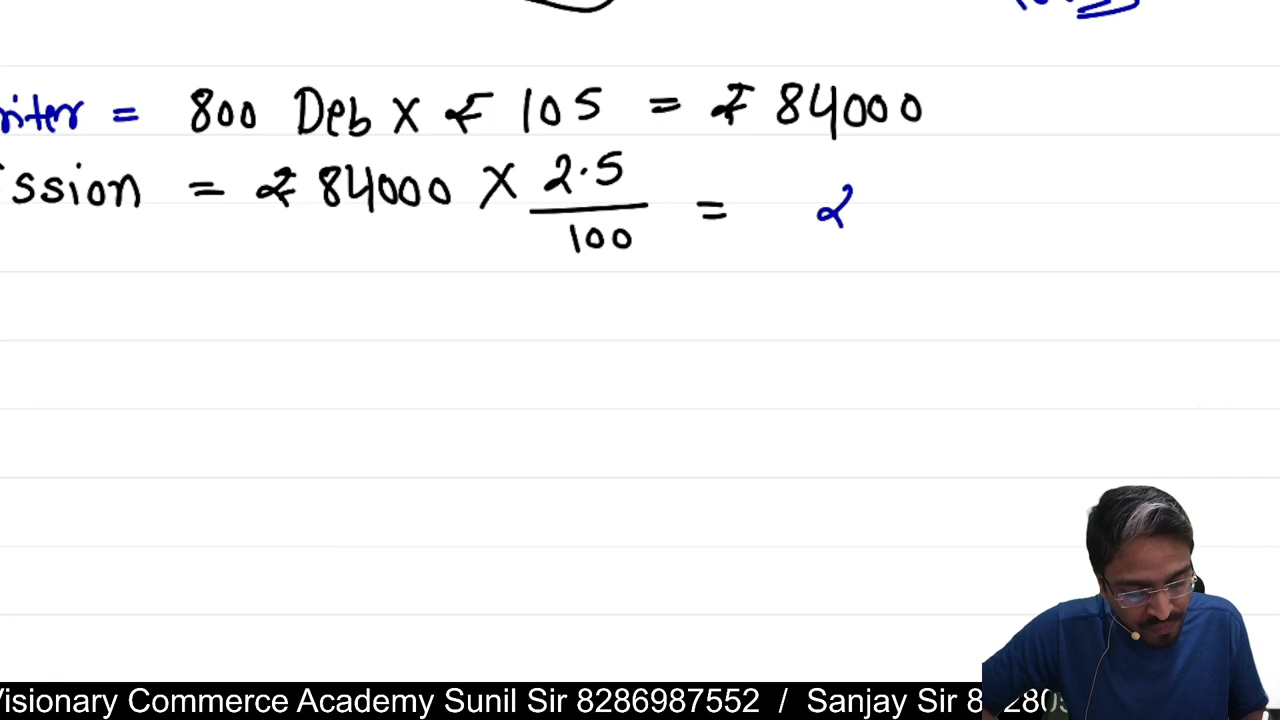 riter = 800 Deb X ₹ 105 = ₹ 84000
ssion = ₹ 84000 X 2.5 / 100 =
Visionary Commerce Academy Sunil Sir 8286987552 / Sanjay Sir 8